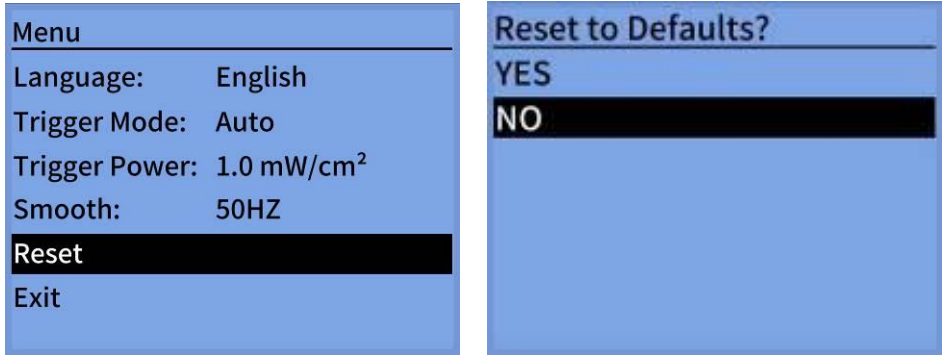 Menu
Language: English
Trigger Mode: Auto
Trigger Power: 1.0 mW/cm²
Smooth: 50HZ
Reset
Exit
Reset to Defaults?
YES
NO